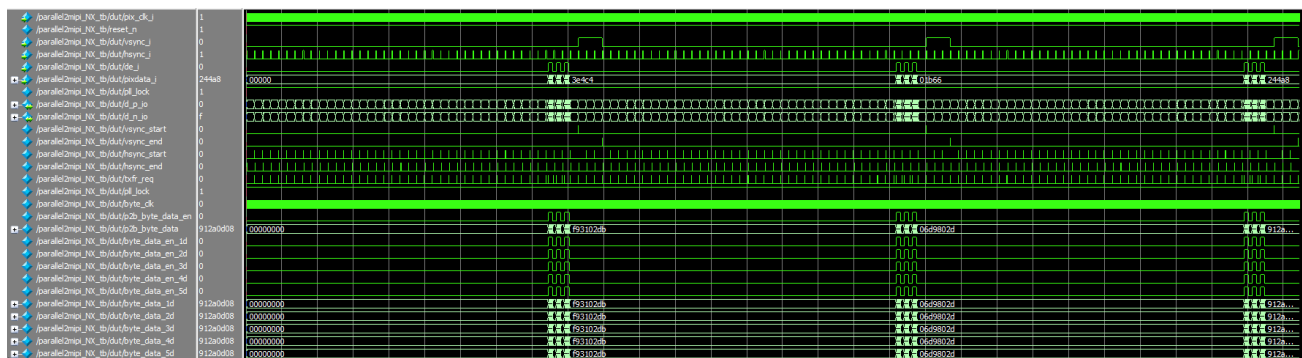 /parallel2mipi_NX_tb/dut/pix_clk_i 1
/parallel2mipi_NX_tb/reset_n 1
/parallel2mipi_NX_tb/dut/vsync_i 0
/parallel2mipi_NX_tb/dut/hsync_i 1
/parallel2mipi_NX_tb/dut/de_i 0
/parallel2mipi_NX_tb/dut/pixdata_i 244a8 00000 3e4c4 01b66 244a8
/parallel2mipi_NX_tb/dut/pll_lock 1
/parallel2mipi_NX_tb/dut/d_p_io 0
/parallel2mipi_NX_tb/dut/d_n_io f
/parallel2mipi_NX_tb/dut/vsync_start 0
/parallel2mipi_NX_tb/dut/vsync_end 0
/parallel2mipi_NX_tb/dut/hsync_start 0
/parallel2mipi_NX_tb/dut/hsync_end 0
/parallel2mipi_NX_tb/dut/txfr_req 0
/parallel2mipi_NX_tb/dut/pll_lock 1
/parallel2mipi_NX_tb/dut/byte_clk 0
/parallel2mipi_NX_tb/dut/p2b_byte_data_en 0
/parallel2mipi_NX_tb/dut/p2b_byte_data 912a0d08 00000000 f93102db 06d9802d 912a...
/parallel2mipi_NX_tb/dut/byte_data_en_1d 0
/parallel2mipi_NX_tb/dut/byte_data_en_2d 0
/parallel2mipi_NX_tb/dut/byte_data_en_3d 0
/parallel2mipi_NX_tb/dut/byte_data_en_4d 0
/parallel2mipi_NX_tb/dut/byte_data_en_5d 0
/parallel2mipi_NX_tb/dut/byte_data_1d 912a0d08 00000000 f93102db 06d9802d 912a...
/parallel2mipi_NX_tb/dut/byte_data_2d 912a0d08 00000000 f93102db 06d9802d 912a...
/parallel2mipi_NX_tb/dut/byte_data_3d 912a0d08 00000000 f93102db 06d9802d 912a...
/parallel2mipi_NX_tb/dut/byte_data_4d 912a0d08 00000000 f93102db 06d9802d 912a...
/parallel2mipi_NX_tb/dut/byte_data_5d 912a0d08 00000000 f93102db 06d9802d 912a...